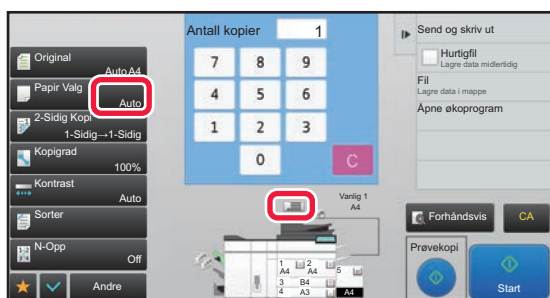 Original
Auto A4
Papir Valg
Auto
2-Sidig Kopi
1-Sidig→1-Sidig
Kopigrad
100%
Kontrast
Auto
Sorter
N-Opp
Off
Andre
Antall kopier 1
7 8 9
4 5 6
1 2 3
0 C
Vanlig 1
A4
1 2
A4 A4 5
3 B4
4 A3 A4
Send og skriv ut
Hurtigfil
Lagre data midlertidig
Fil
Lagre data i mappe
Åpne økoprogram
Forhåndsvis CA
Prøvekopi
Start